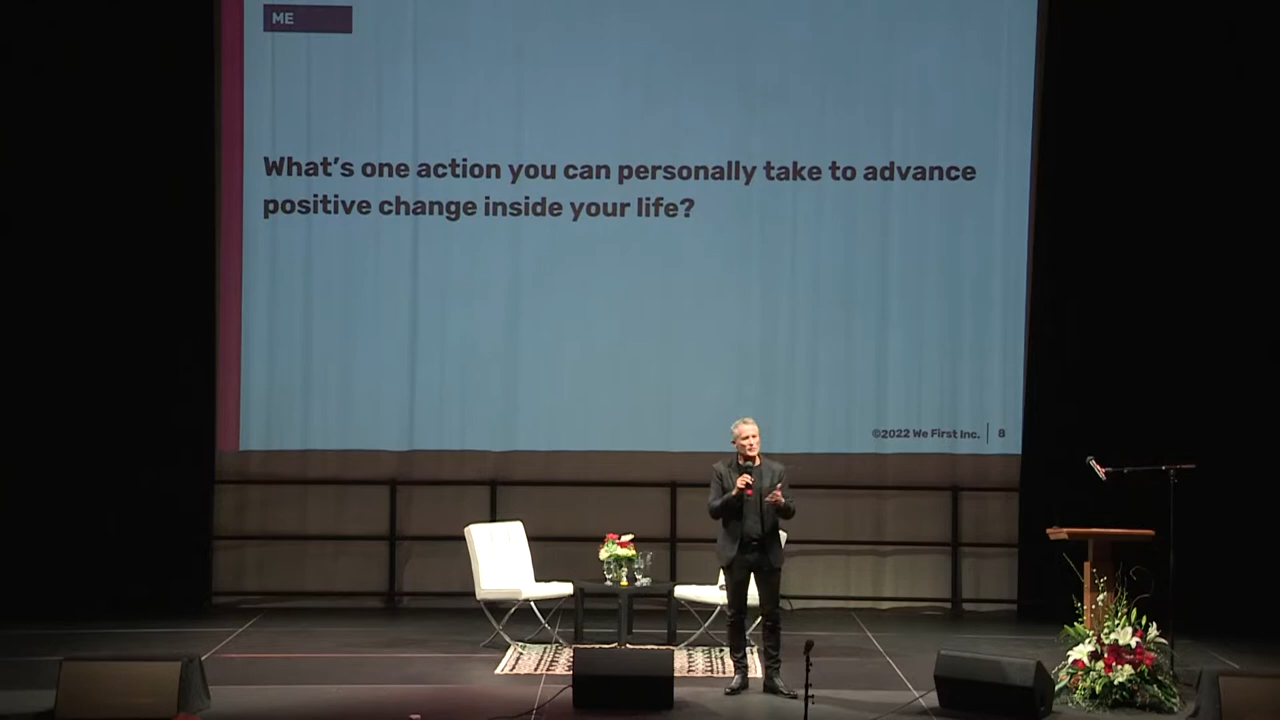 ME
What's one action you can personally take to advance
positive change inside your life?
©2022 We First Inc. | 8